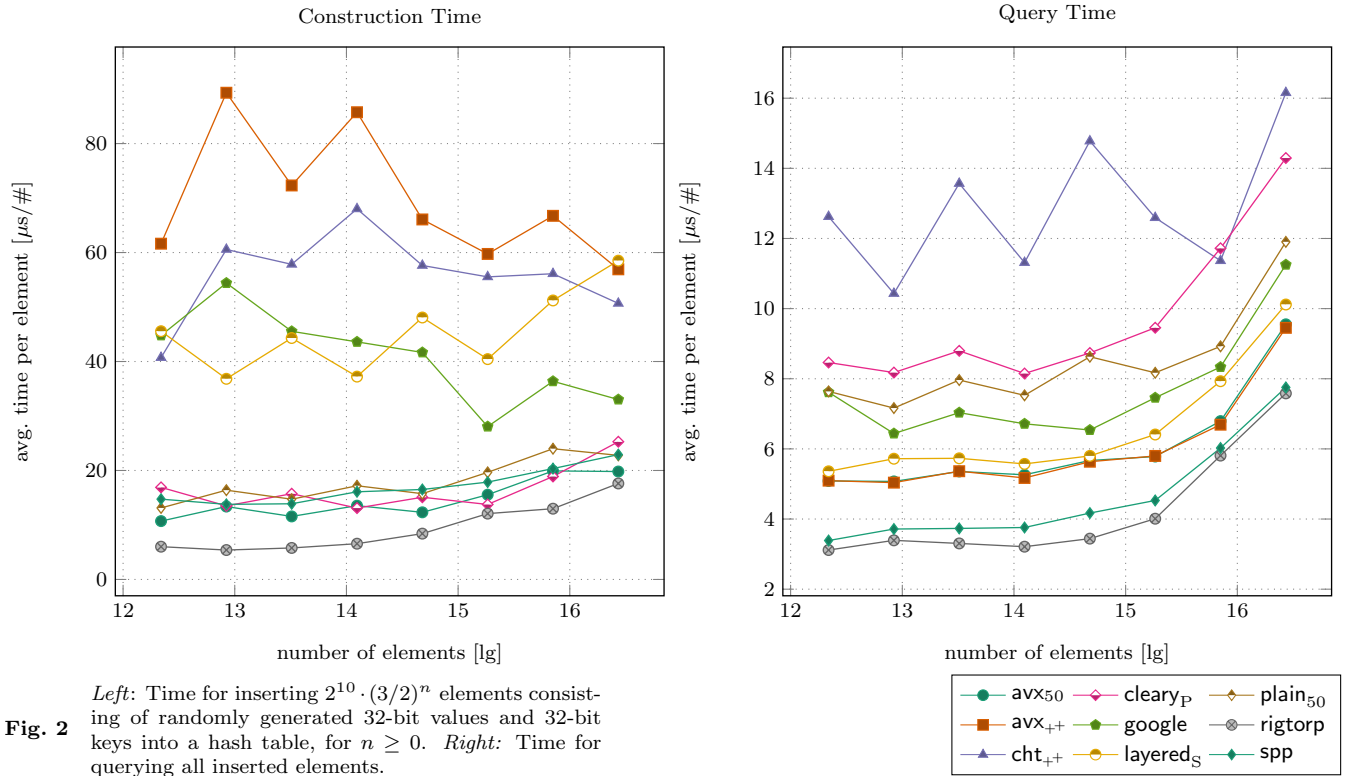 Construction Time
80
60
40
20
0
12 13 14 15 16
avg. time per element [μs/#]
number of elements [lg]
Query Time
16
14
12
10
8
6
4
2
12 13 14 15 16
avg. time per element [μs/#]
number of elements [lg]
avx₅₀ cleary_P plain₅₀
avx₊₊ google rigtorp
cht₊₊ layered_S spp
Fig. 2 Left: Time for inserting 2¹⁰ · (3/2)ⁿ elements consist-
ing of randomly generated 32-bit values and 32-bit
keys into a hash table, for n ≥ 0. Right: Time for
querying all inserted elements.